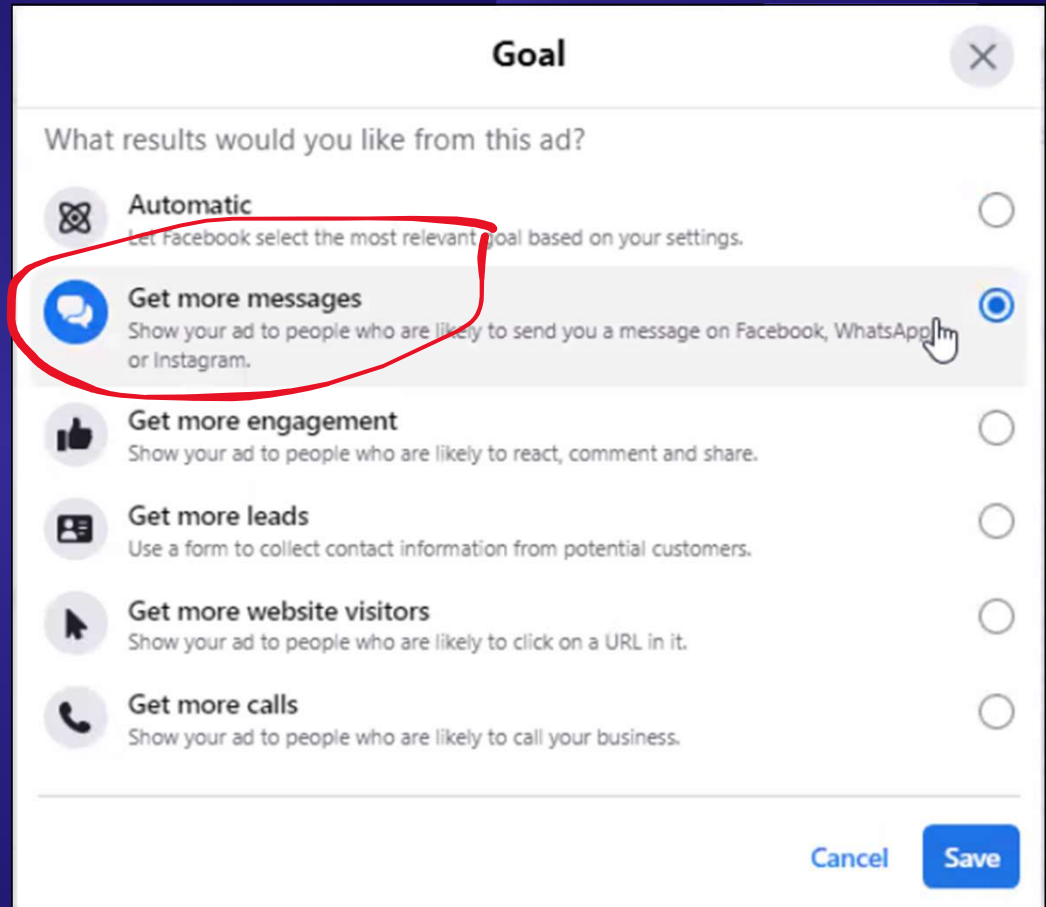 Goal
What results would you like from this ad?
Automatic
Let Facebook select the most relevant goal based on your settings.
Get more messages
Show your ad to people who are likely to send you a message on Facebook, WhatsApp
or Instagram.
Get more engagement
Show your ad to people who are likely to react, comment and share.
Get more leads
Use a form to collect contact information from potential customers.
Get more website visitors
Show your ad to people who are likely to click on a URL in it.
Get more calls
Show your ad to people who are likely to call your business.
Cancel Save